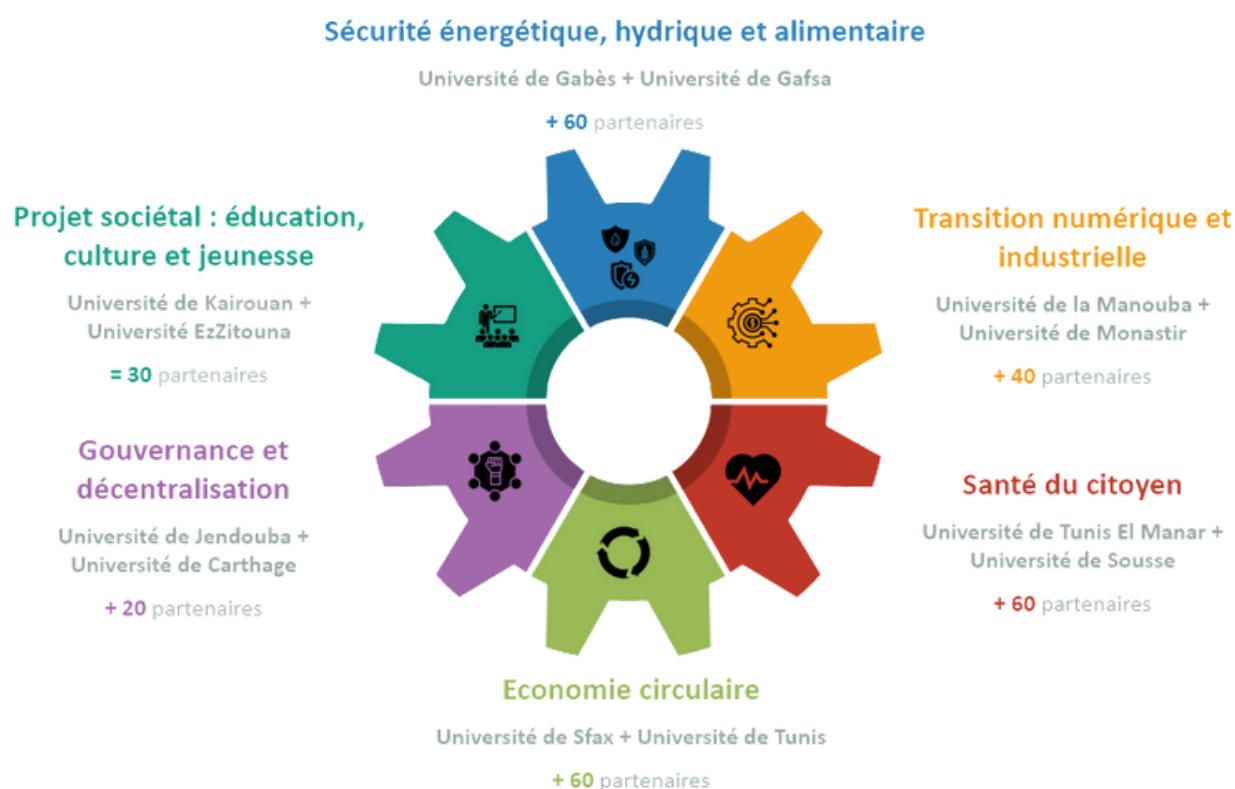 Sécurité énergétique, hydrique et alimentaire
Université de Gabès + Université de Gafsa
+ 60 partenaires
Projet sociétal : éducation,
culture et jeunesse
Université de Kairouan +
Université EzZitouna
= 30 partenaires
Transition numérique et
industrielle
Université de la Manouba +
Université de Monastir
+ 40 partenaires
Gouvernance et
décentralisation
Université de Jendouba +
Université de Carthage
+ 20 partenaires
Santé du citoyen
Université de Tunis El Manar +
Université de Sousse
+ 60 partenaires
Economie circulaire
Université de Sfax + Université de Tunis
+ 60 partenaires